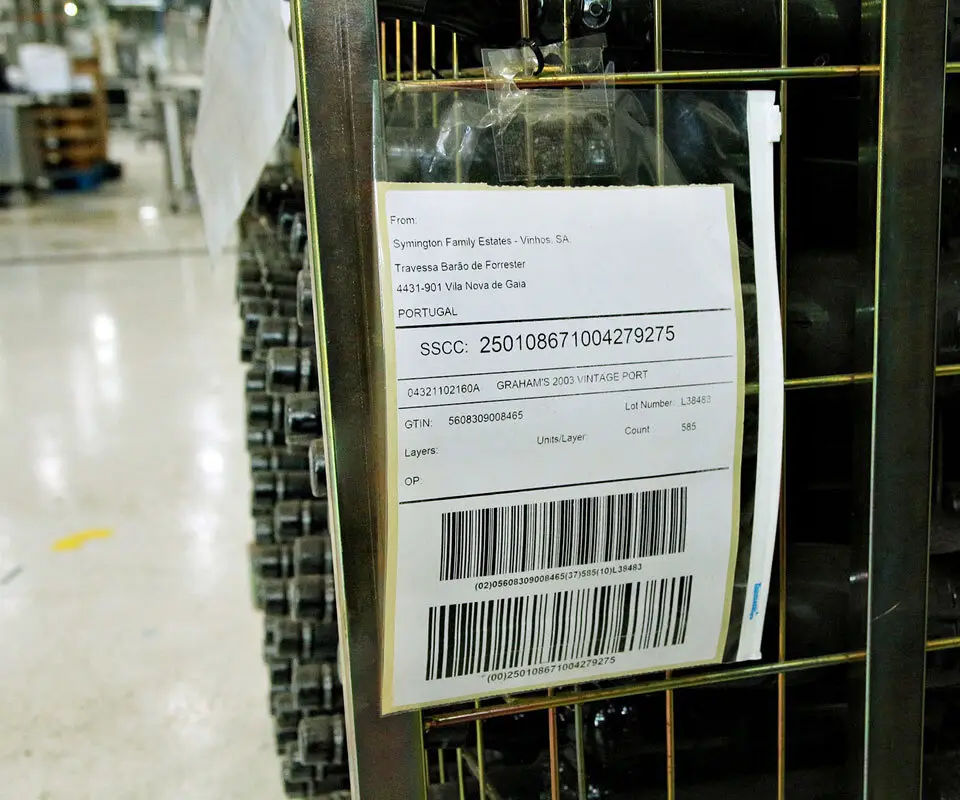 From:
Symington Family Estates - Vinhos, SA.
Travessa Barão de Forrester
4431-901 Vila Nova de Gaia
PORTUGAL
SSCC: 250108671004279275
04321102160A GRAHAM'S 2003 VINTAGE PORT
GTIN: 5608309008465 Lot Number: L38483
Layers: Units/Layer: Count 585
OP:
(02)05608309008465(37)585(10)L38483
(00)250108671004279275